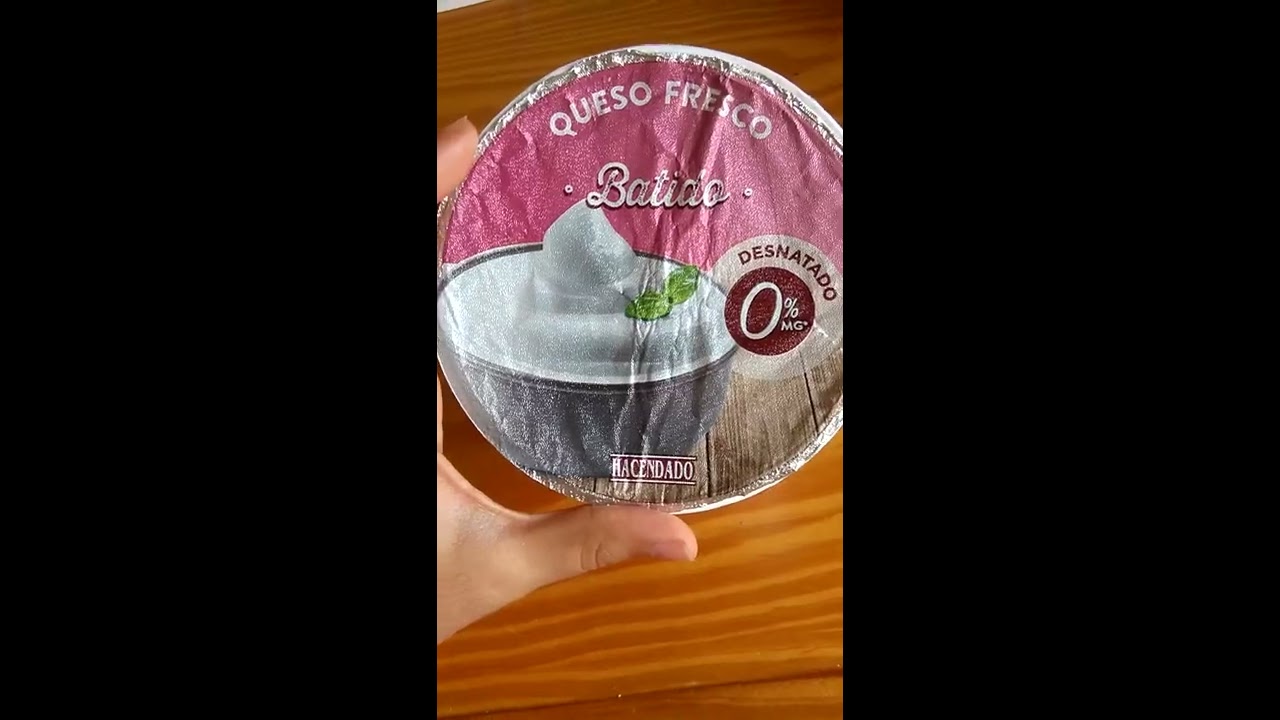 QUESO FRESCO
Batido
DESNATADO
0%
MG*
HACENDADO